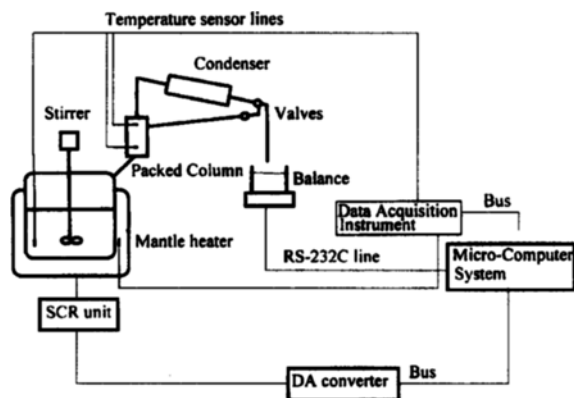 Temperature sensor lines
Condenser
Stirrer
Valves
Packed Column
Balance
Data Acquisition
Instrument
Bus
Mantle heater
RS-232C line
Micro-Computer
System
SCR unit
DA converter
Bus